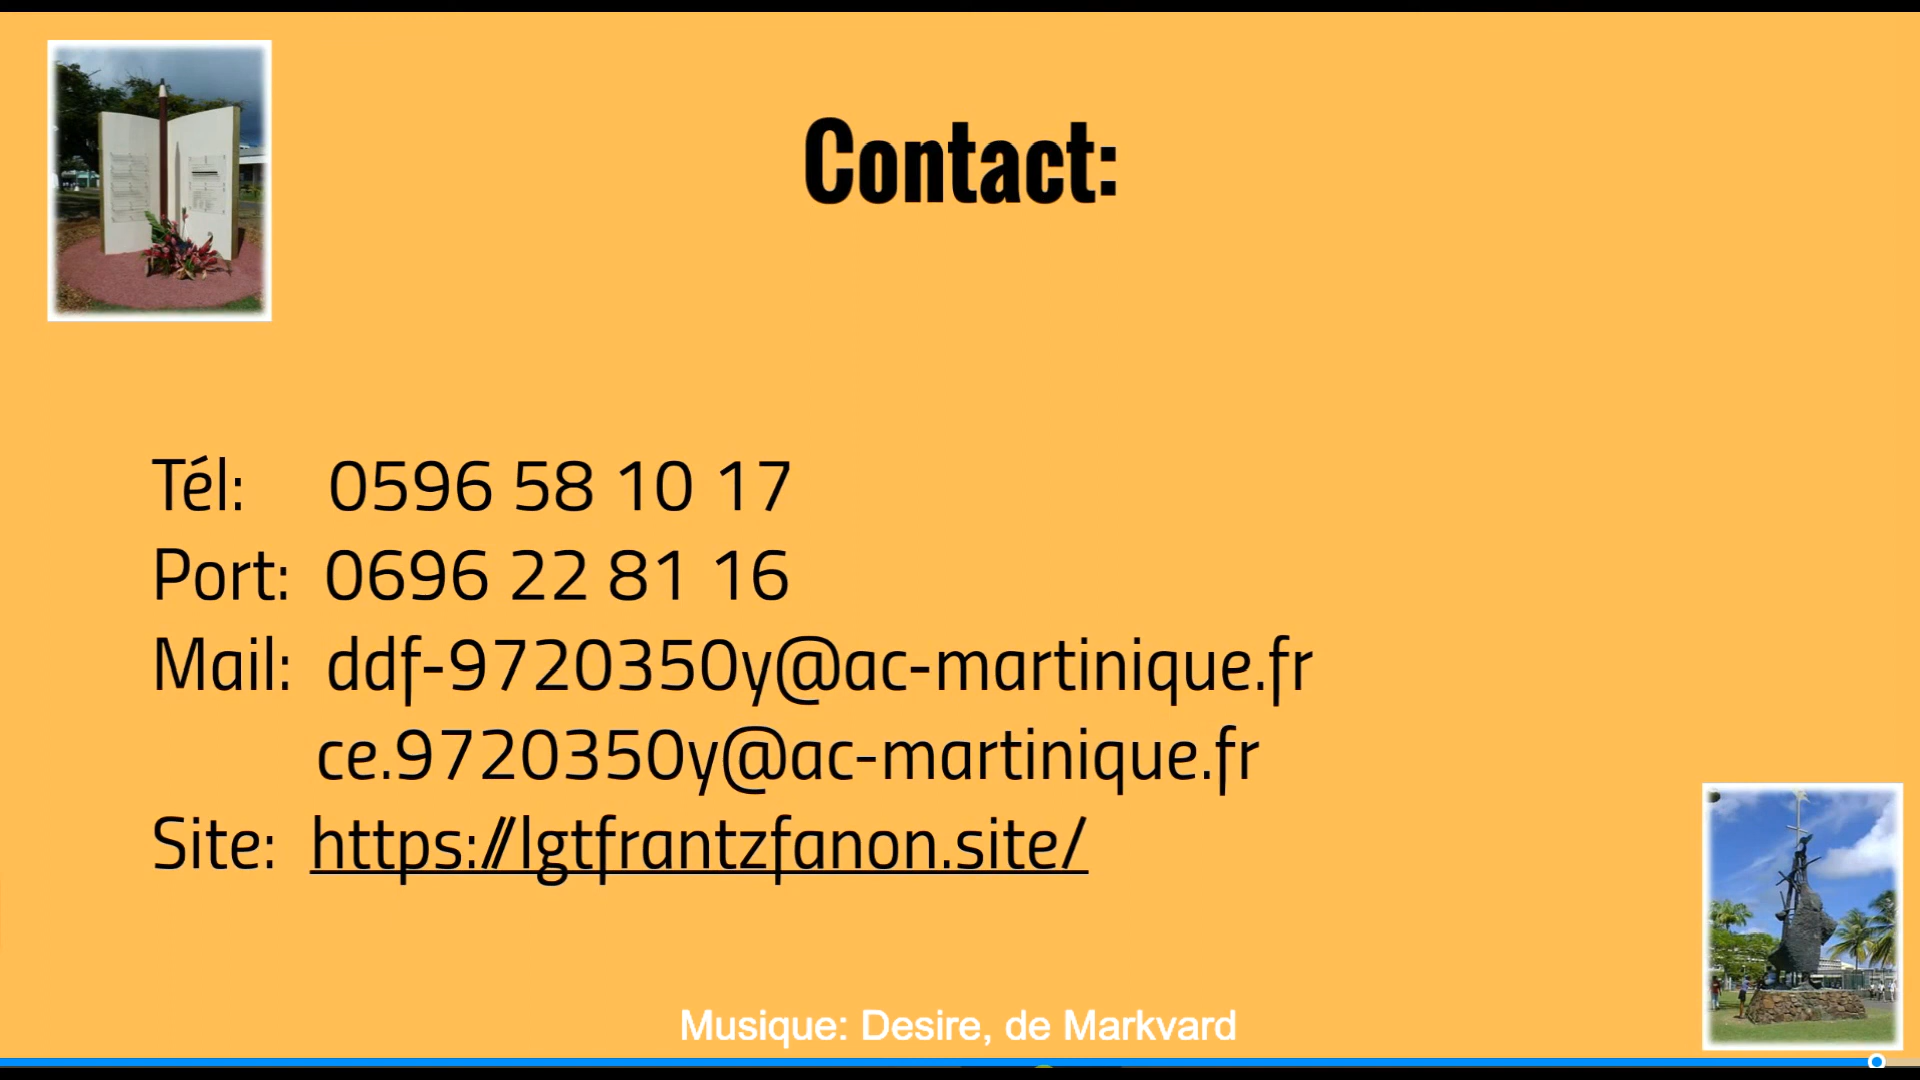 Contact:
Tél: 0596 58 10 17
Port: 0696 22 81 16
Mail: ddf-9720350y@ac-martinique.fr
ce.9720350y@ac-martinique.fr
Site: https://lgtfrantzfanon.site/
Musique: Desire, de Markvard